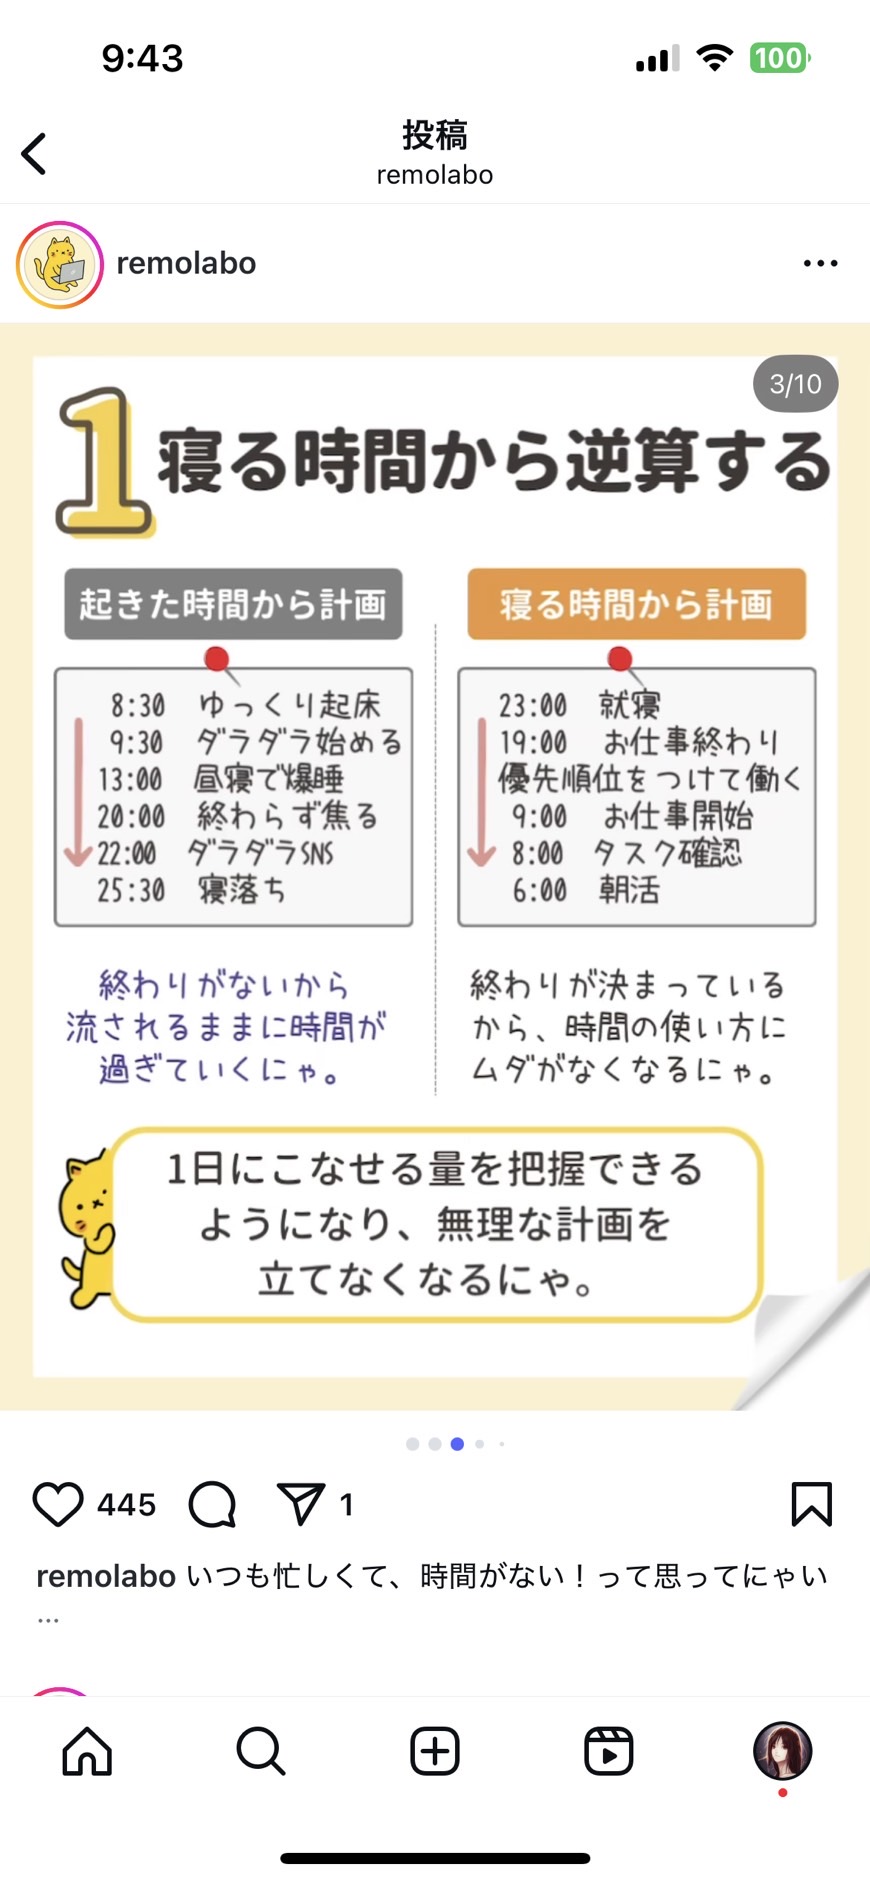 9:43
100
投稿
remolabo
remolabo
3/10
1 寝る時間から逆算する
起きた時間から計画
8:30 ゆっくり起床
9:30 ダラダラ始める
13:00 昼寝で爆睡
20:00 終わらず焦る
22:00 ダラダラSNS
25:30 寝落ち
終わりがないから
流されるままに時間が
過ぎていくにゃ。
寝る時間から計画
23:00 就寝
19:00 お仕事終わり
優先順位をつけて働く
9:00 お仕事開始
8:00 タスク確認
6:00 朝活
終わりが決まっている
から、時間の使い方に
ムダがなくなるにゃ。
1日にこなせる量を把握できる
ようになり、無理な計画を
立てなくなるにゃ。
445
1
remolabo いつも忙しくて、時間がない！って思ってにゃい
...